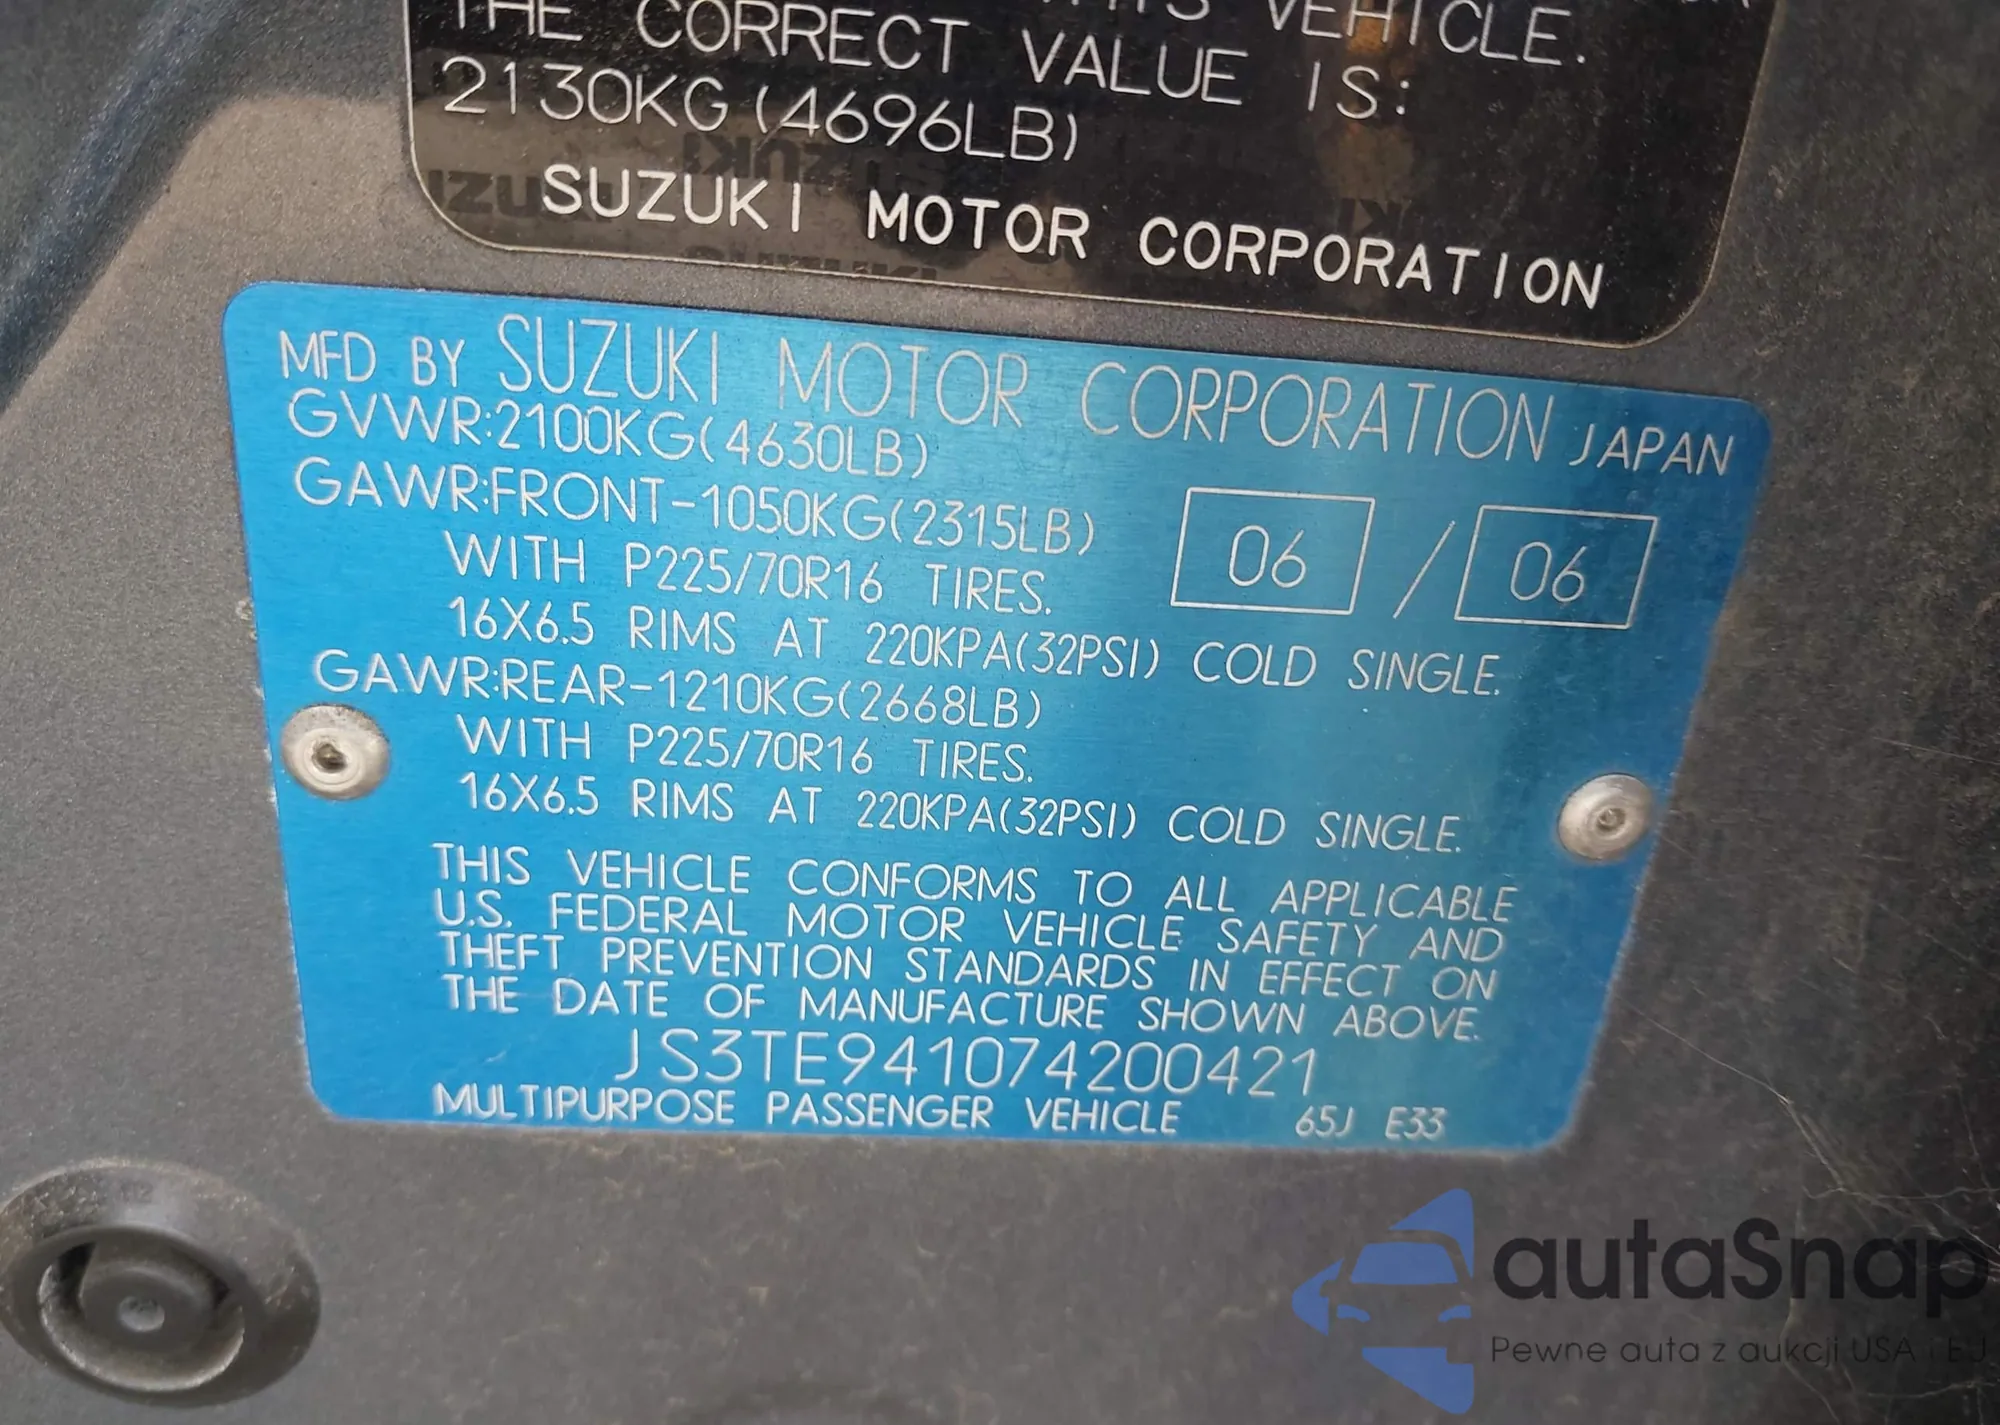 THIS VEHICLE.
THE CORRECT VALUE IS:
2130KG(4696LB)
SUZUKI MOTOR CORPORATION
MFD BY SUZUKI MOTOR CORPORATION JAPAN
GVWR:2100KG(4630LB)
GAWR:FRONT-1050KG(2315LB)
WITH P225/70R16 TIRES.
06 / 06
16X6.5 RIMS AT 220KPA(32PSI) COLD SINGLE.
GAWR:REAR-1210KG(2668LB)
WITH P225/70R16 TIRES.
16X6.5 RIMS AT 220KPA(32PSI) COLD SINGLE.
THIS VEHICLE CONFORMS TO ALL APPLICABLE
U.S. FEDERAL MOTOR VEHICLE SAFETY AND
THEFT PREVENTION STANDARDS IN EFFECT ON
THE DATE OF MANUFACTURE SHOWN ABOVE.
JS3TE941074200421
MULTIPURPOSE PASSENGER VEHICLE 65J E33
autaSnap
Pewne auta z aukcji USA i EU